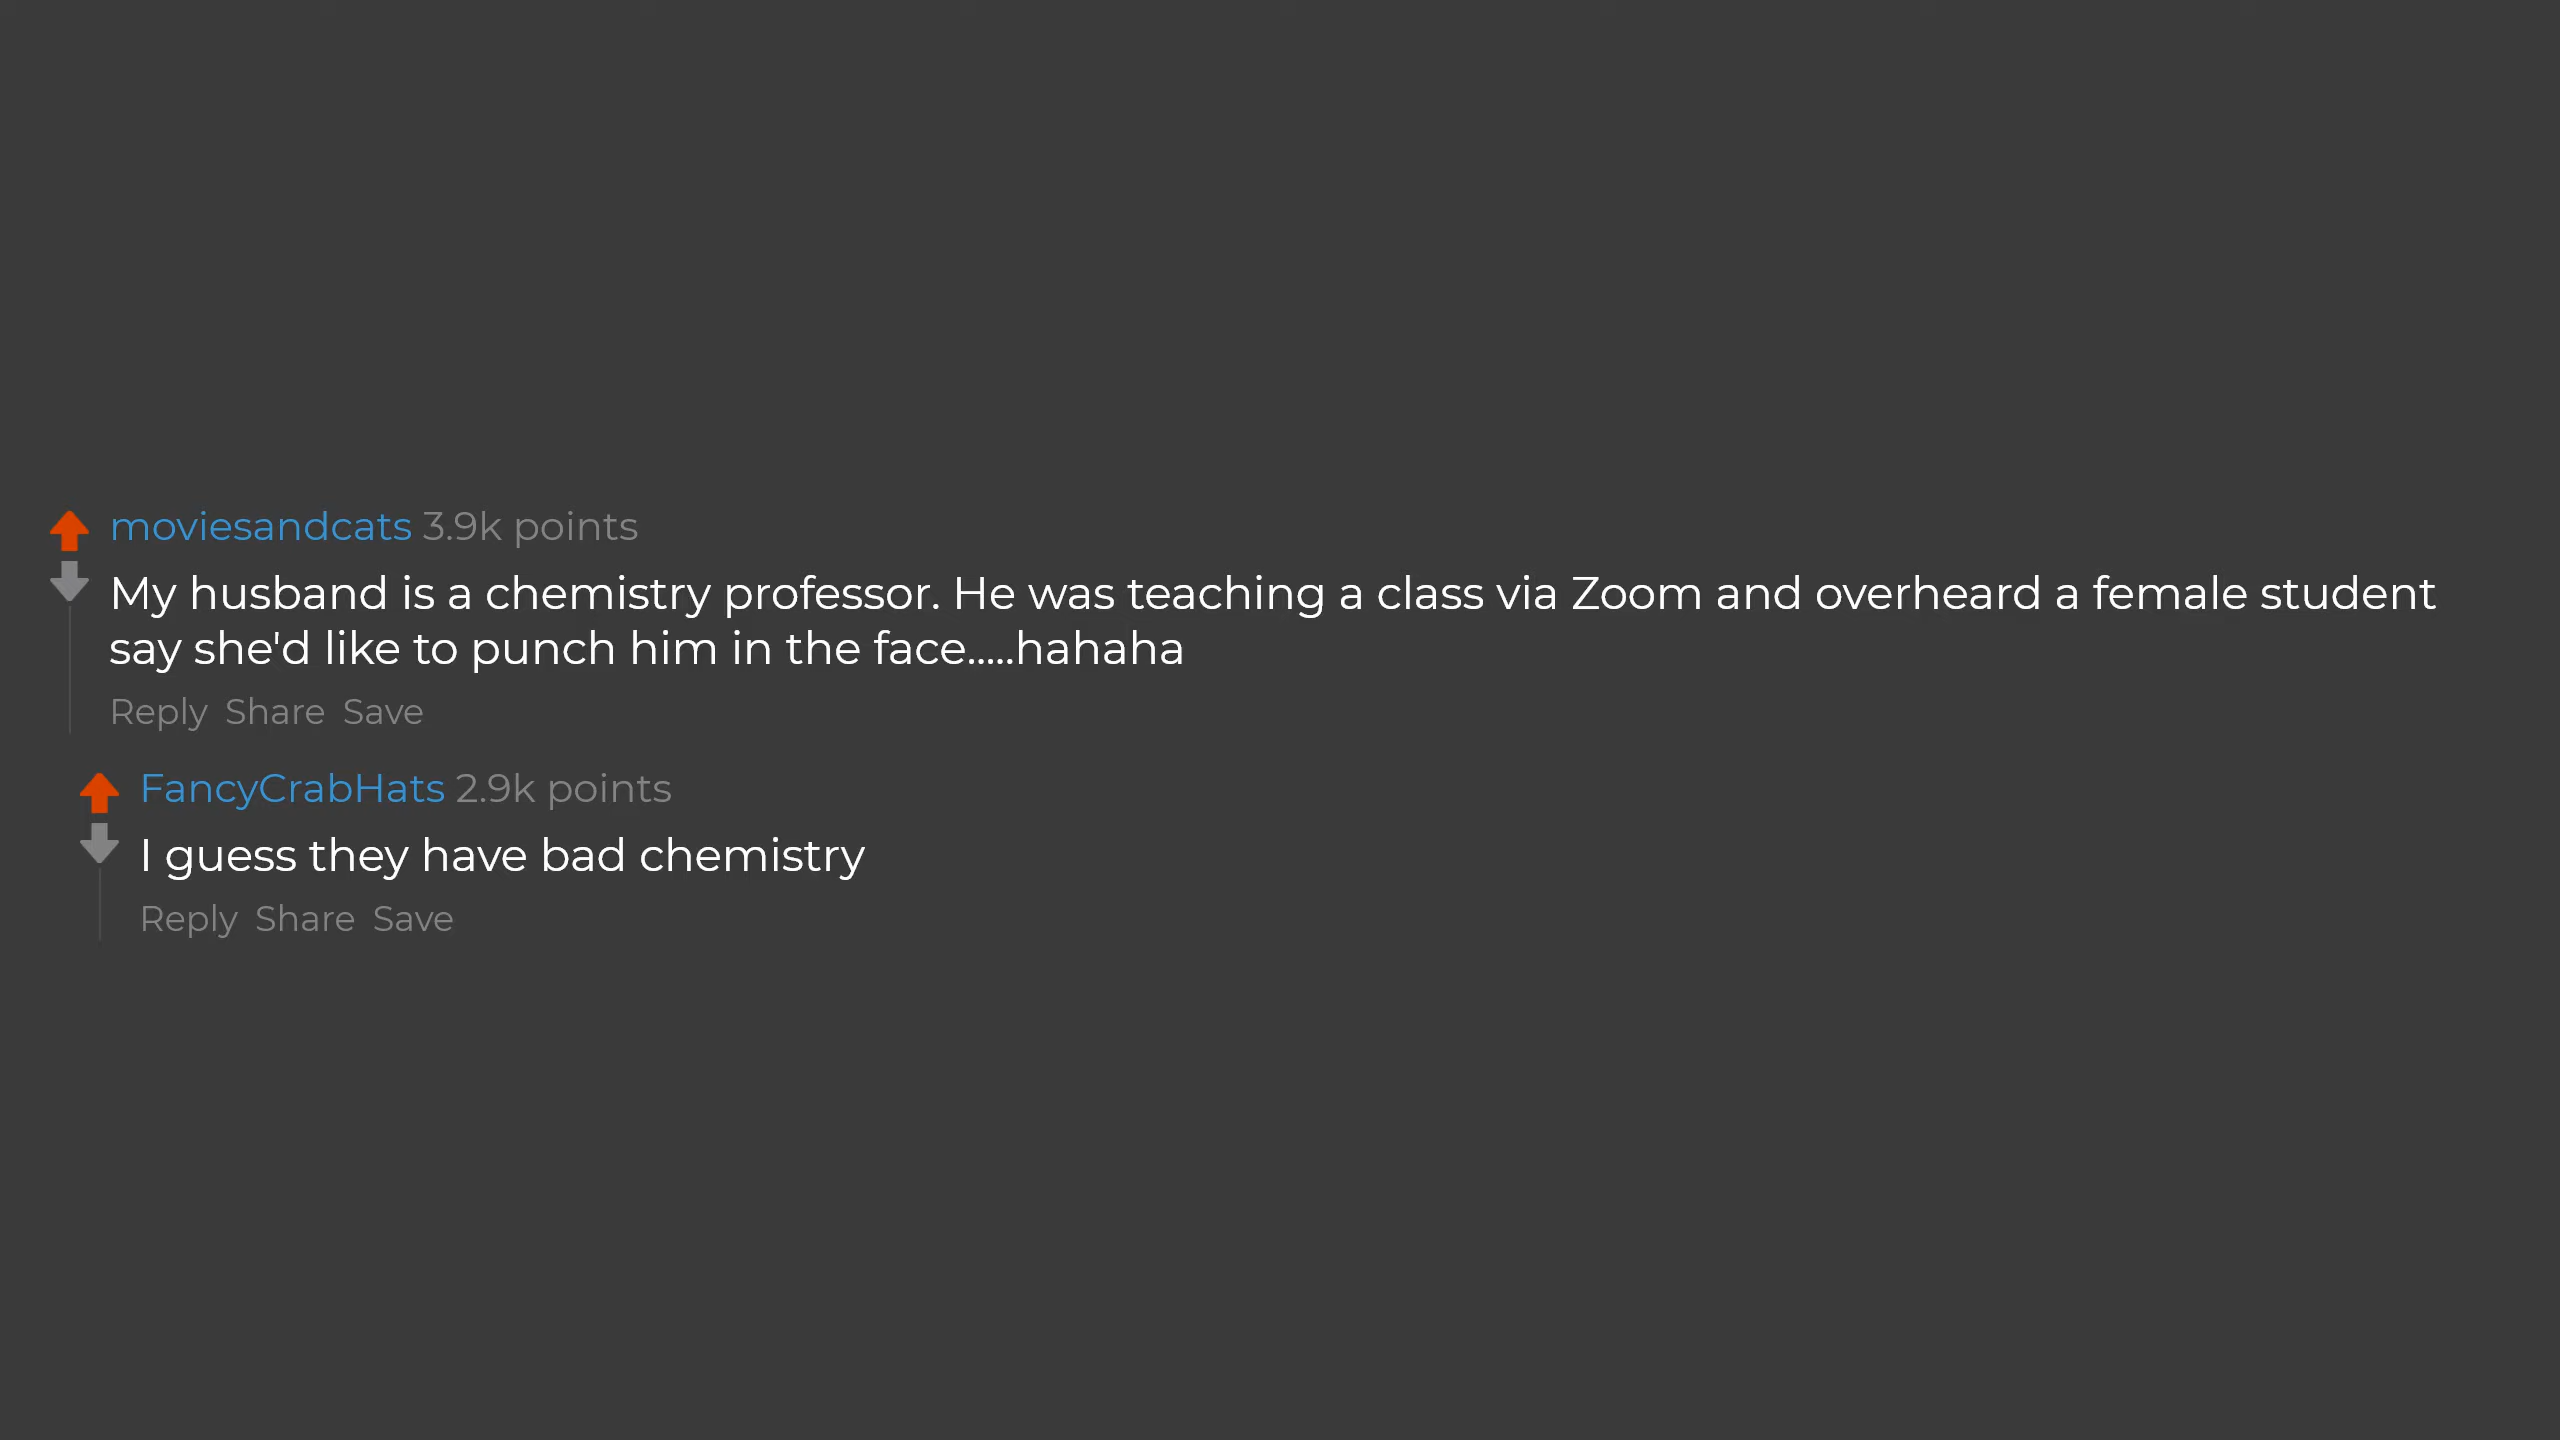 moviesandcats 3.9k points
My husband is a chemistry professor. He was teaching a class via Zoom and overheard a female student
say she'd like to punch him in the face.....hahaha
Reply Share Save
FancyCrabHats 2.9k points
I guess they have bad chemistry
Reply Share Save